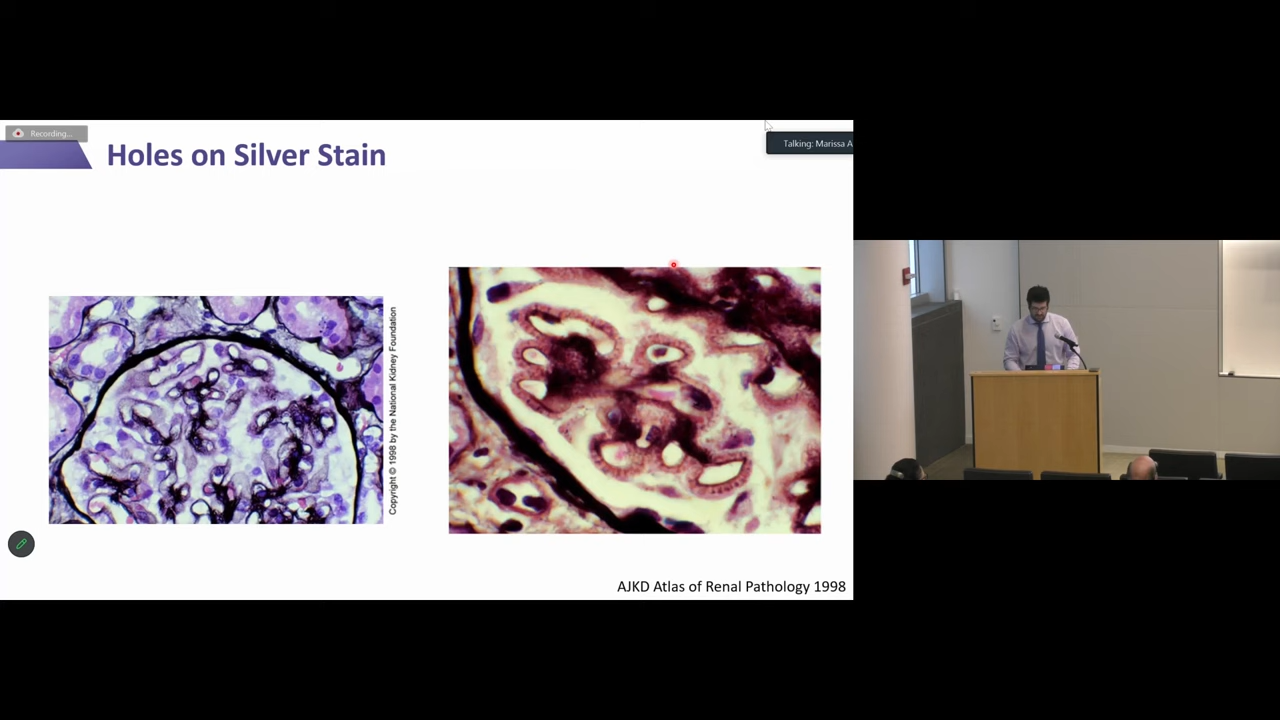 Recording...
Holes on Silver Stain
Talking: Marissa A
Copyright © 1998 by the National Kidney Foundation
AJKD Atlas of Renal Pathology 1998